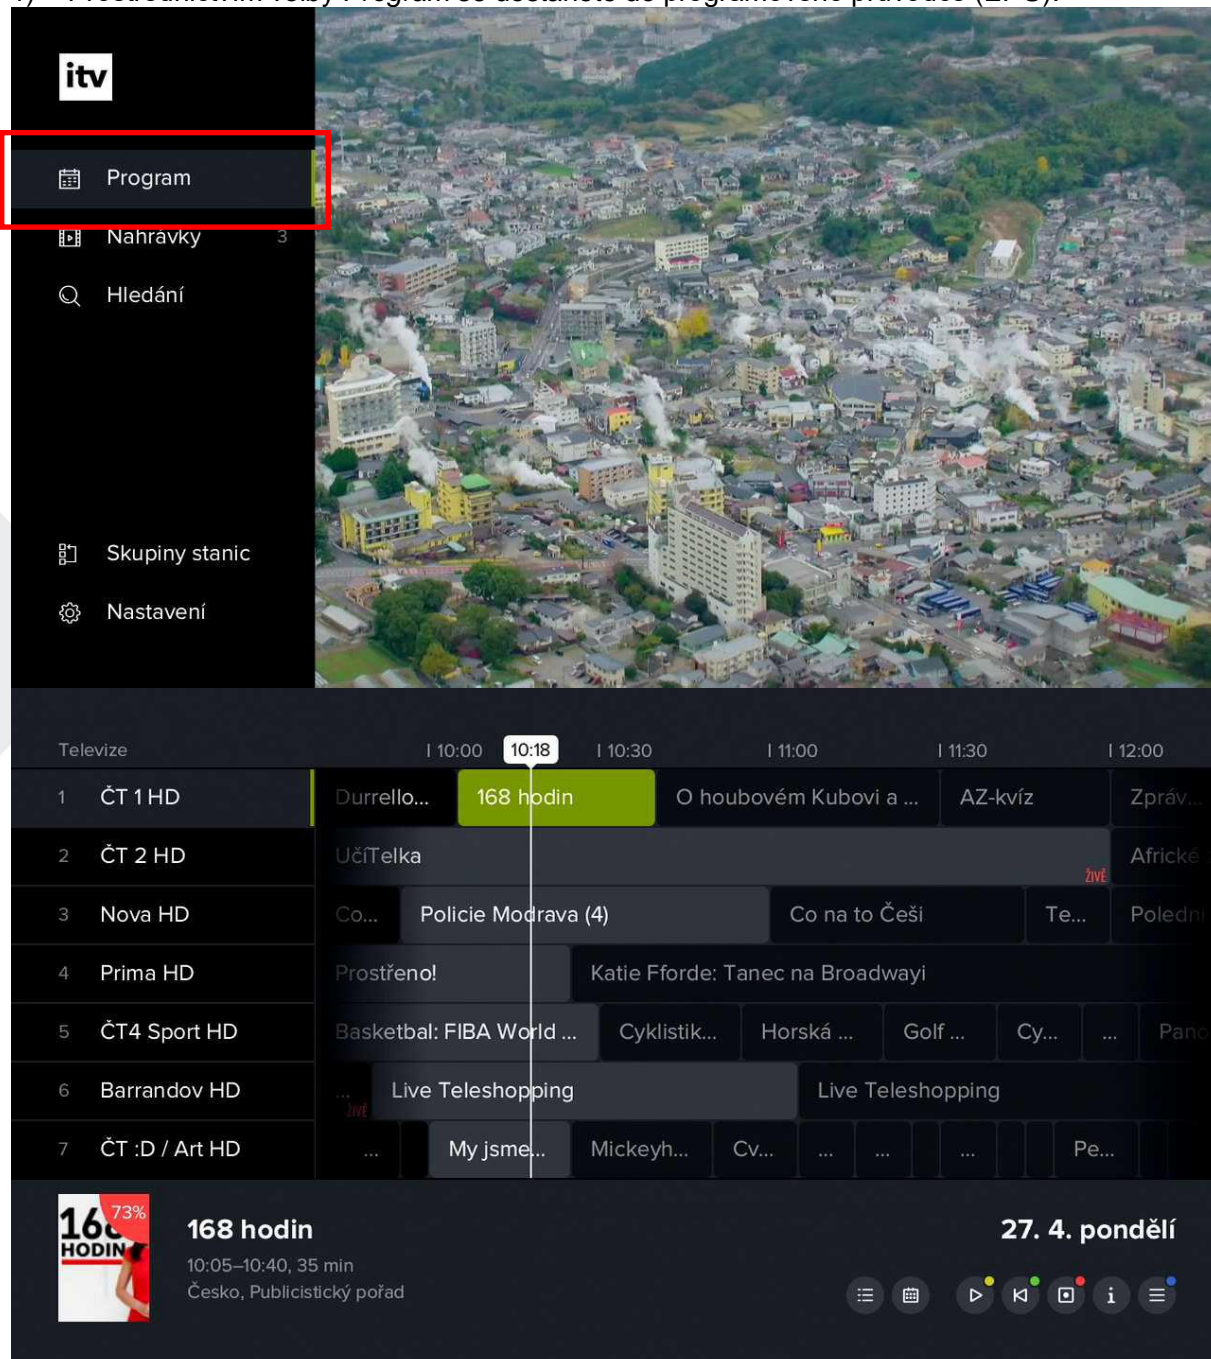 itv
Program
Nahrávky 3
Hledání
Skupiny stanic
Nastavení
Televize 10:00 10:18 10:30 11:00 11:30 12:00
1 ČT 1 HD Durrello... 168 hodin O houbovém Kubovi a ... AZ-kvíz Zpráv...
2 ČT 2 HD UčíTelka ŽIVĚ Africké
3 Nova HD Co... Policie Modrava (4) Co na to Češi Te... Poledni
4 Prima HD Prostřeno! Katie Fforde: Tanec na Broadwayi
5 ČT4 Sport HD Basketbal: FIBA World ... Cyklistik... Horská ... Golf ... Cy... ... Pano
6 Barrandov HD ... ŽIVĚ Live Teleshopping Live Teleshopping
7 ČT :D / Art HD ... My jsme... Mickeyh... Cv... ... ... ... Pe...
73%
168 HODIN
168 hodin 27. 4. pondělí
10:05–10:40, 35 min
Česko, Publicistický pořad